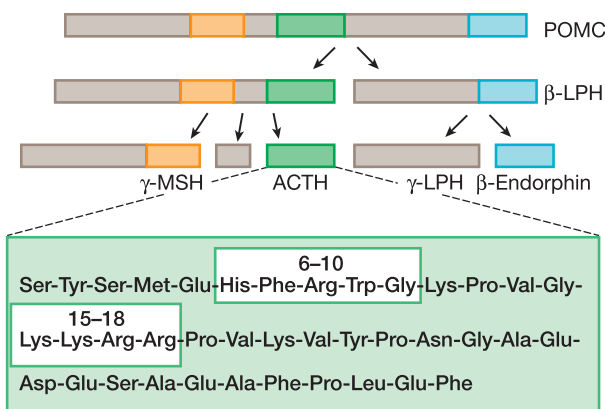 POMC
β-LPH
γ-MSH ACTH γ-LPH β-Endorphin
6–10
Ser-Tyr-Ser-Met-Glu-His-Phe-Arg-Trp-Gly-Lys-Pro-Val-Gly-
15–18
Lys-Lys-Arg-Arg-Pro-Val-Lys-Val-Tyr-Pro-Asn-Gly-Ala-Glu-
Asp-Glu-Ser-Ala-Glu-Ala-Phe-Pro-Leu-Glu-Phe